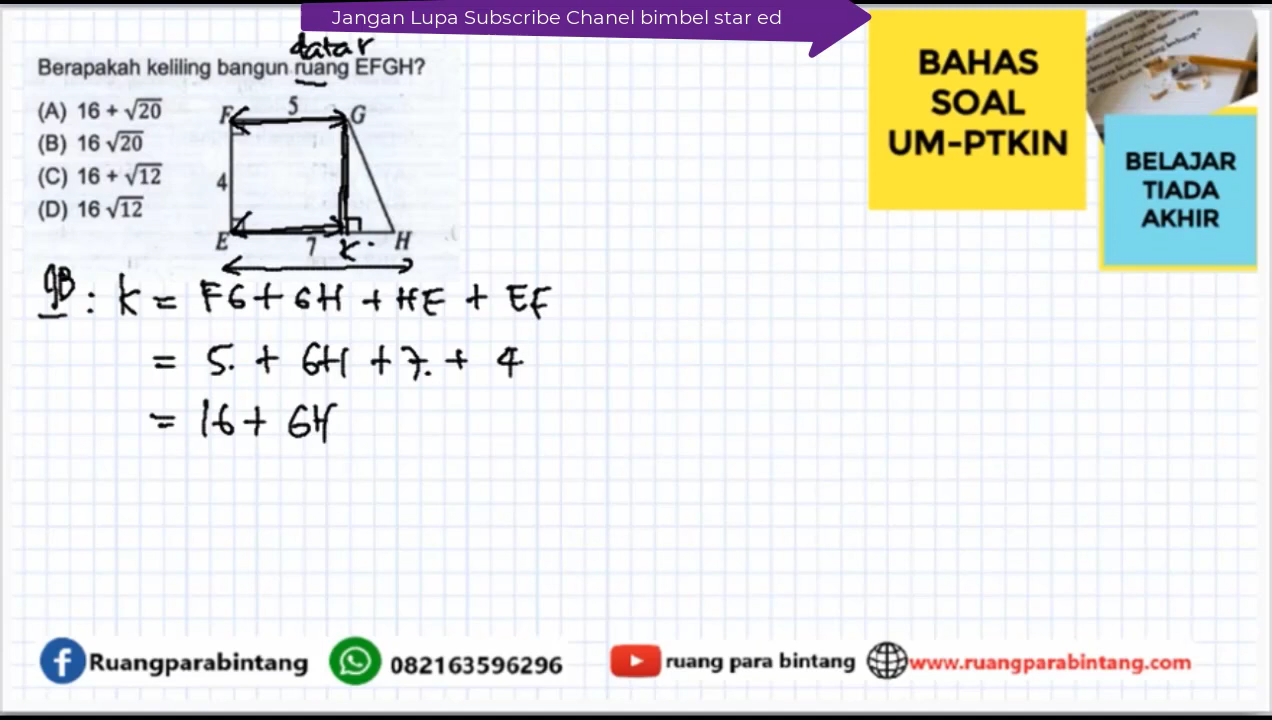 Jangan Lupa Subscribe Chanel bimbel star ed
datar
Berapakah keliling bangun ruang EFGH?
(A) 16 + √20
(B) 16 √20
(C) 16 + √12
(D) 16 √12
F 5 G
4
E 7 K H
JB : K = FG + GH + HE + EF
= 5 + GH + 7 + 4
= 16 + GH
BAHAS
SOAL
UM-PTKIN
BELAJAR
TIADA
AKHIR
Ruangparabintang
082163596296
ruang para bintang
www.ruangparabintang.com